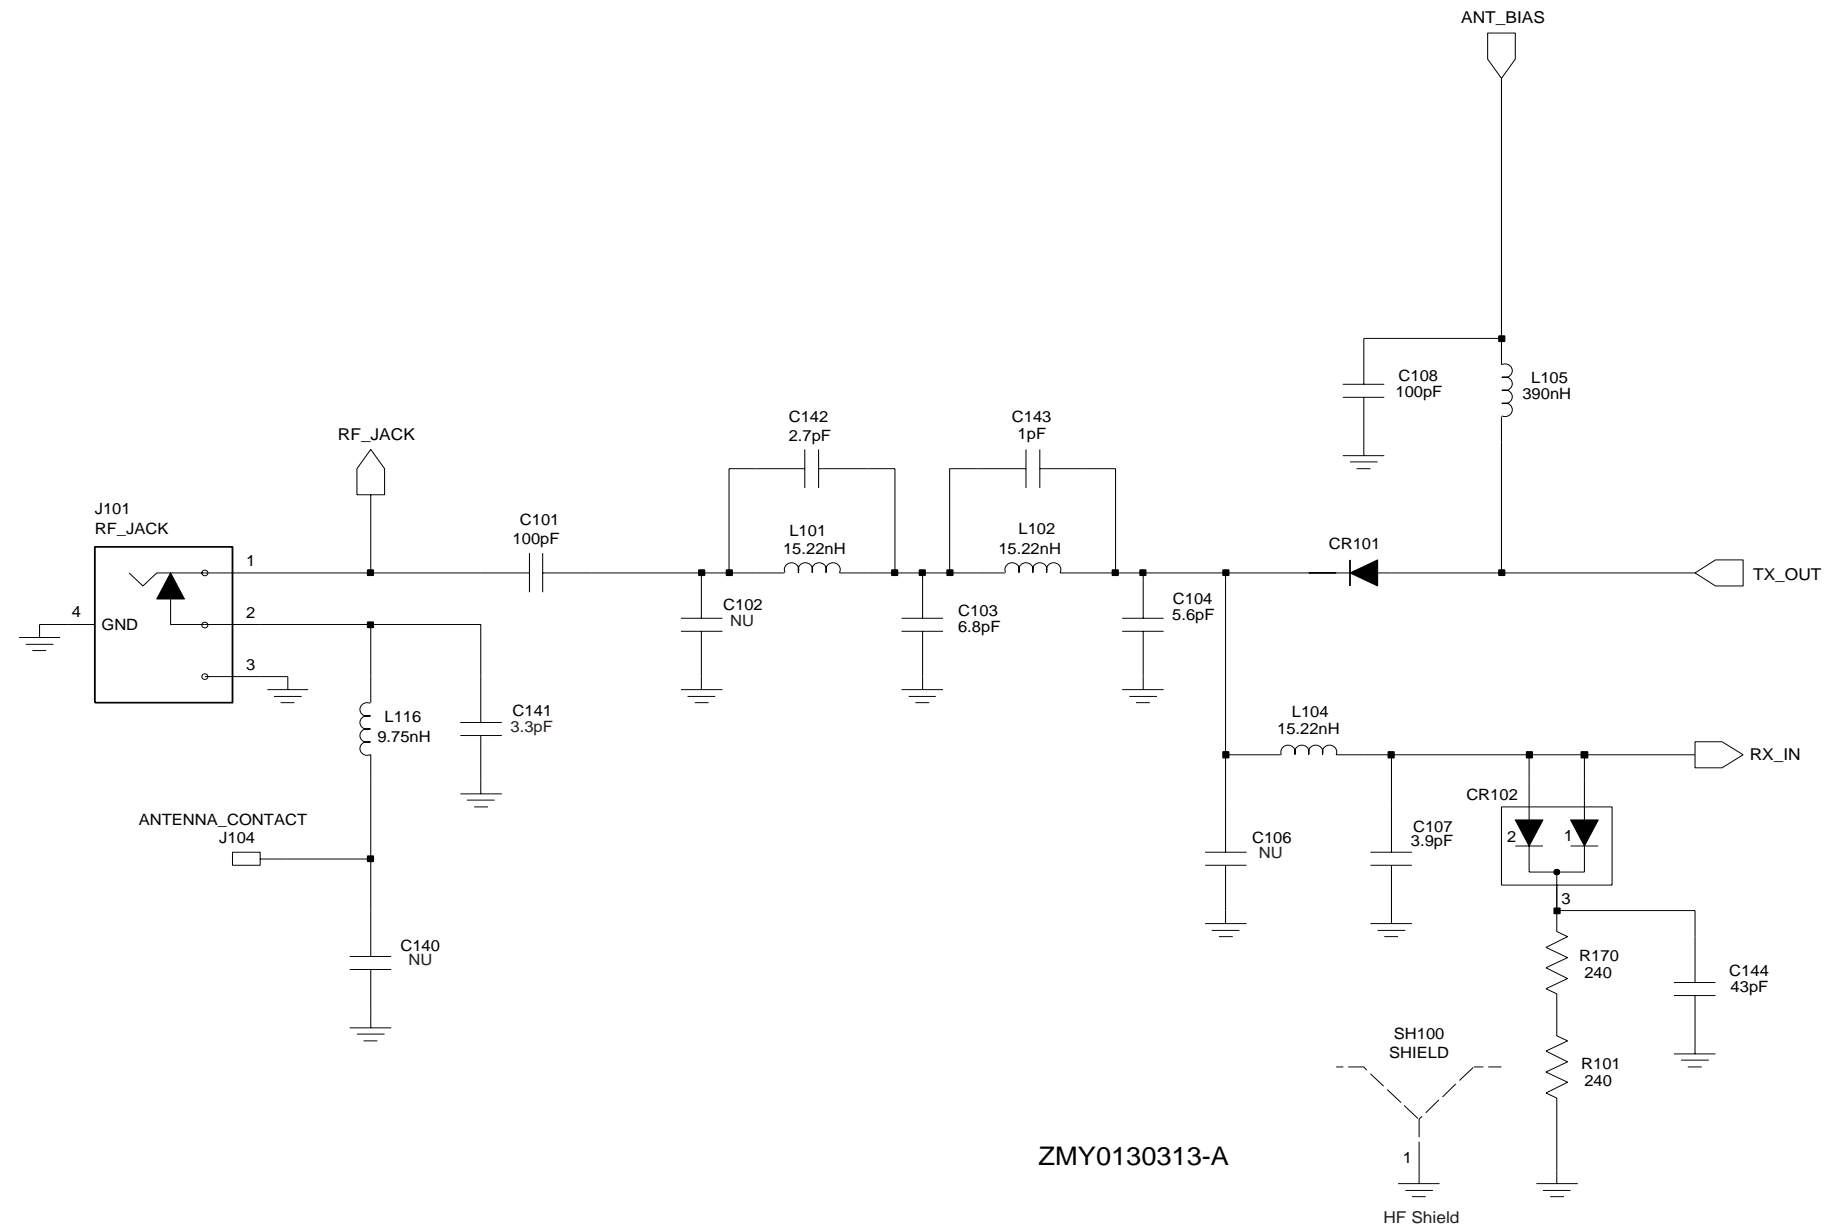 ANT_BIAS
C108
100pF
L105
390nH
C142
2.7pF
C143
1pF
RF_JACK
J101
RF_JACK
C101
100pF
L101
15.22nH
L102
15.22nH
CR101
TX_OUT
1
2
3
4
GND
C102
NU
C103
6.8pF
C104
5.6pF
L116
9.75nH
C141
3.3pF
L104
15.22nH
RX_IN
ANTENNA_CONTACT
J104
CR102
2
1
3
C106
NU
C107
3.9pF
C140
NU
R170
240
C144
43pF
SH100
SHIELD
R101
240
ZMY0130313-A
1
HF Shield